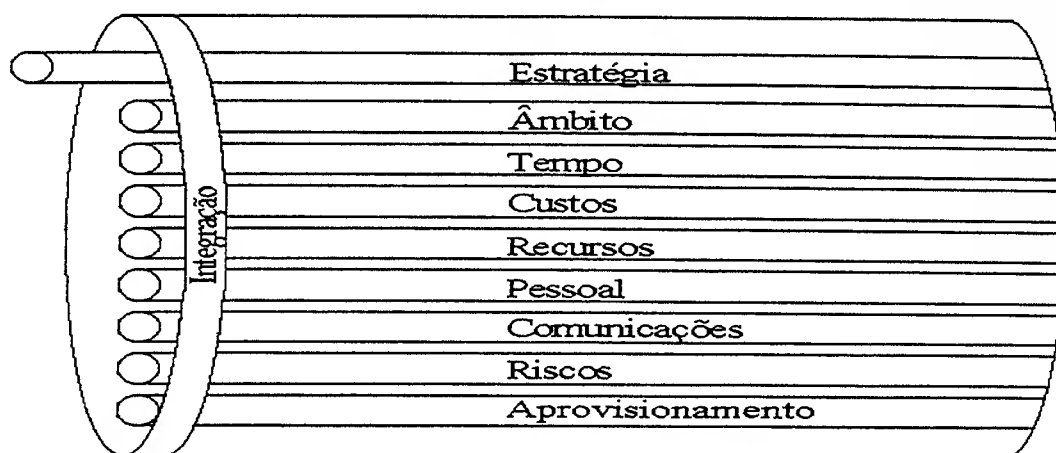 Estratégia
Âmbito
Tempo
Custos
Recursos
Pessoal
Comunicações
Riscos
Aprovisionamento
Integração